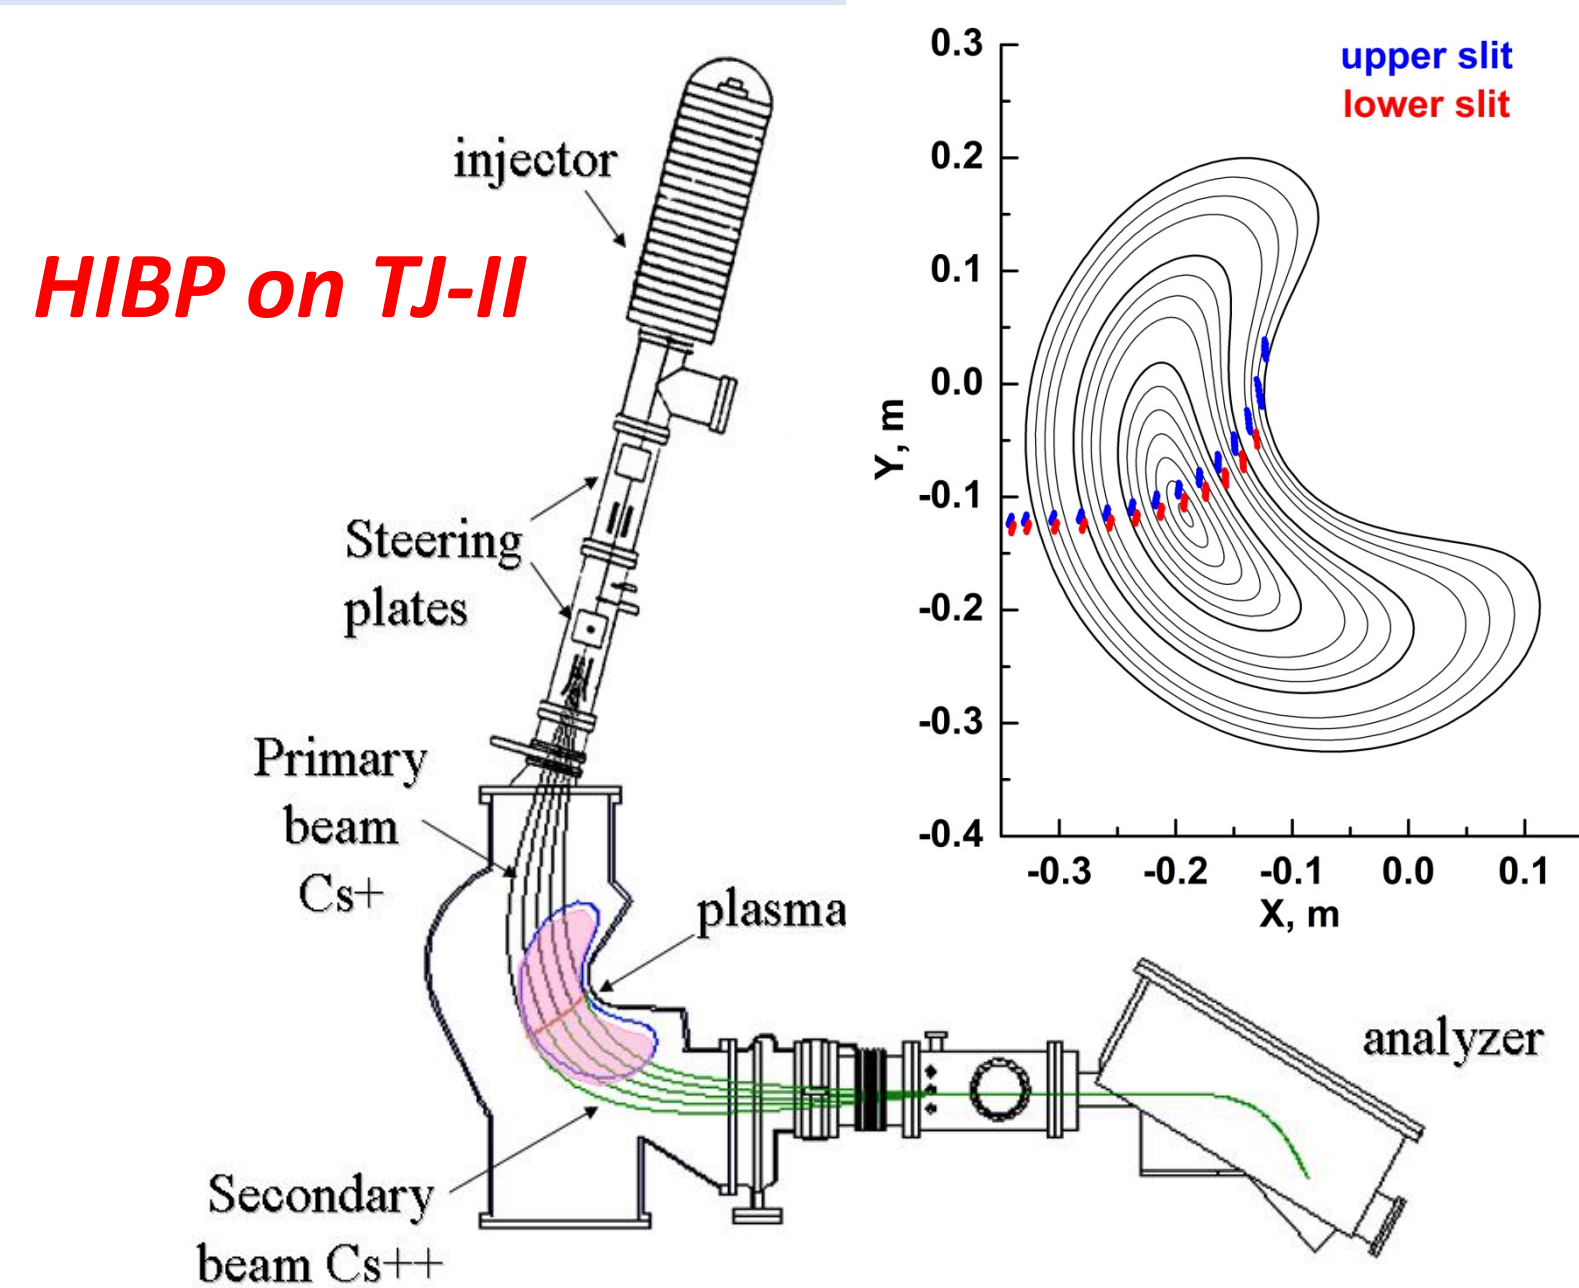 HIBP on TJ-II
injector
Steering
plates
Primary
beam
Cs+
plasma
analyzer
Secondary
beam Cs++
upper slit
lower slit
0.3
0.2
0.1
0.0
-0.1
-0.2
-0.3
-0.4
Y, m
-0.3 -0.2 -0.1 0.0 0.1
X, m